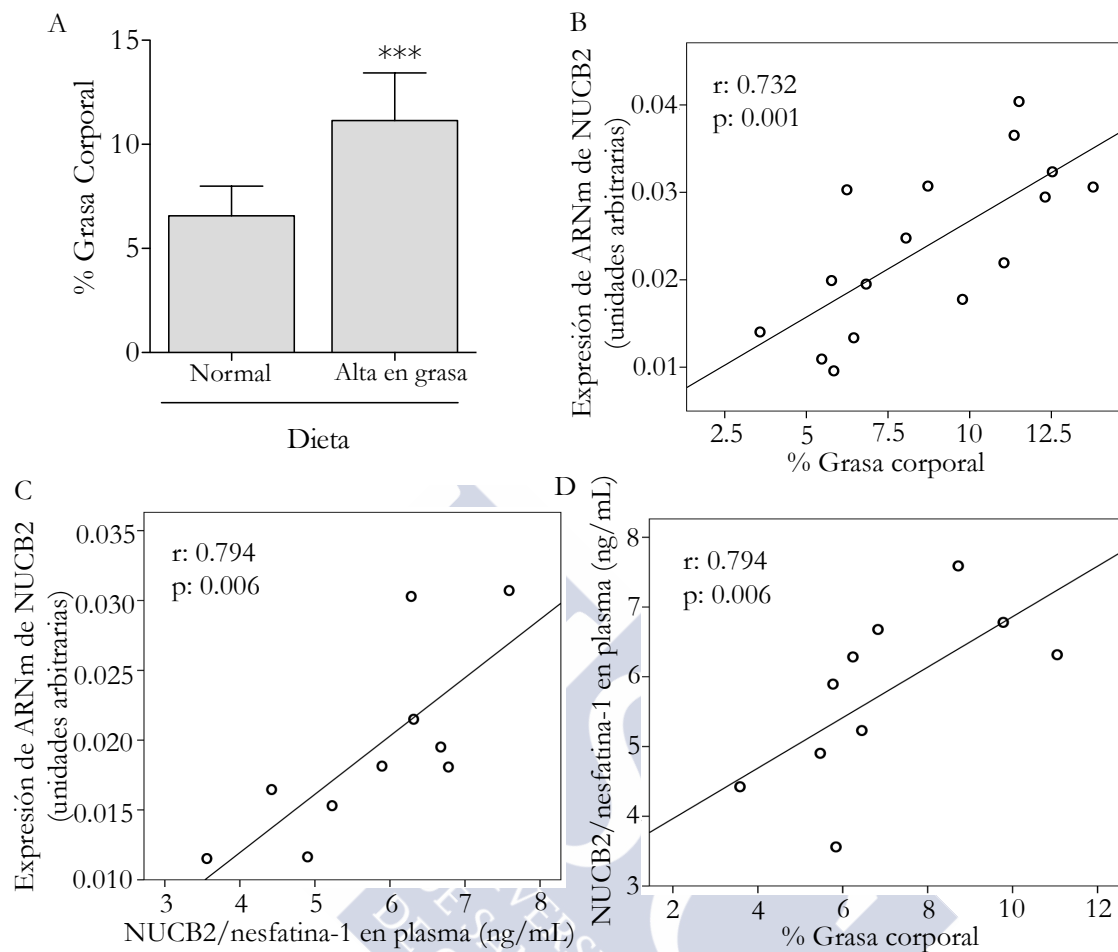 A
15
10
5
0
% Grasa Corporal
***
Normal
Alta en grasa
Dieta
B
Expresión de ARNm de NUCB2
(unidades arbitrarias)
r: 0.732
p: 0.001
0.04
0.03
0.02
0.01
2.5
5
7.5
10
12.5
% Grasa corporal
C
Expresión de ARNm de NUCB2
(unidades arbitrarias)
r: 0.794
p: 0.006
0.035
0.030
0.025
0.020
0.015
0.010
3
4
5
6
7
8
NUCB2/nesfatina-1 en plasma (ng/mL)
D
NUCB2/nesfatina-1 en plasma (ng/mL)
r: 0.794
p: 0.006
8
7
6
5
4
3
2
4
6
8
10
12
% Grasa corporal